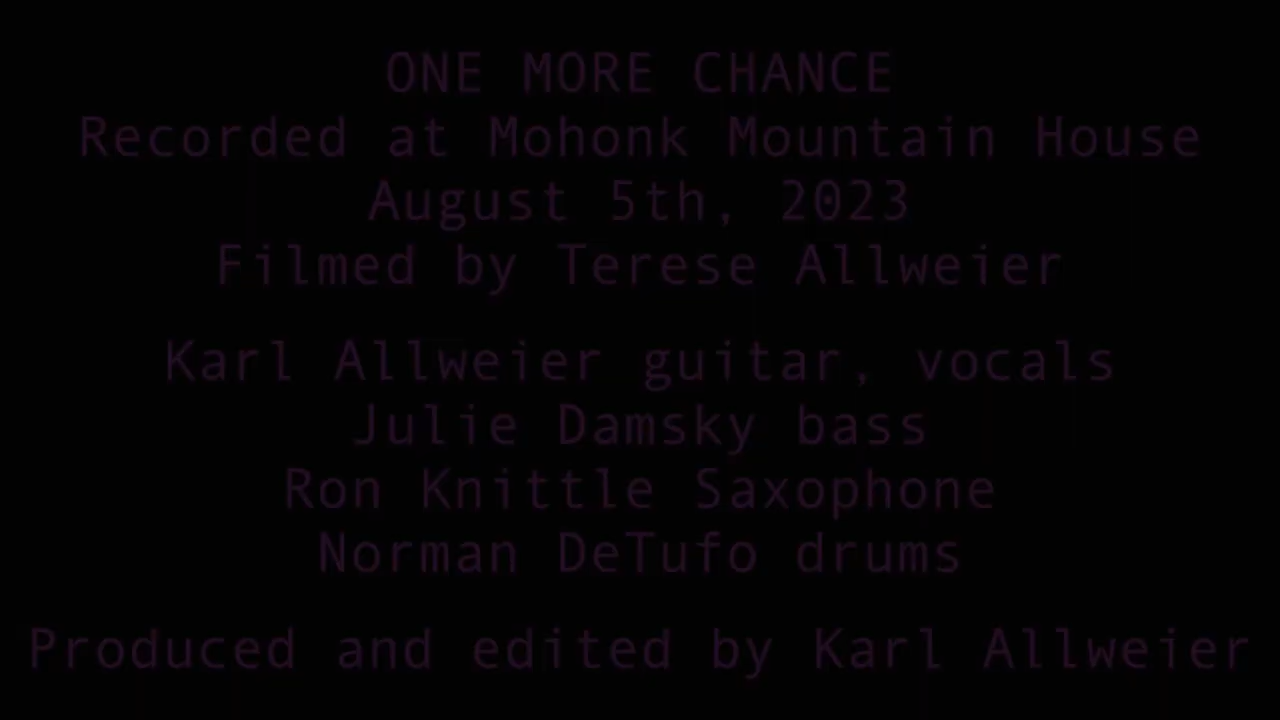 ONE MORE CHANCE
Recorded at Mohonk Mountain House
August 5th, 2023
Filmed by Terese Allweier
Karl Allweier guitar, vocals
Julie Damsky bass
Ron Knittle Saxophone
Norman DeTufo drums
Produced and edited by Karl Allweier